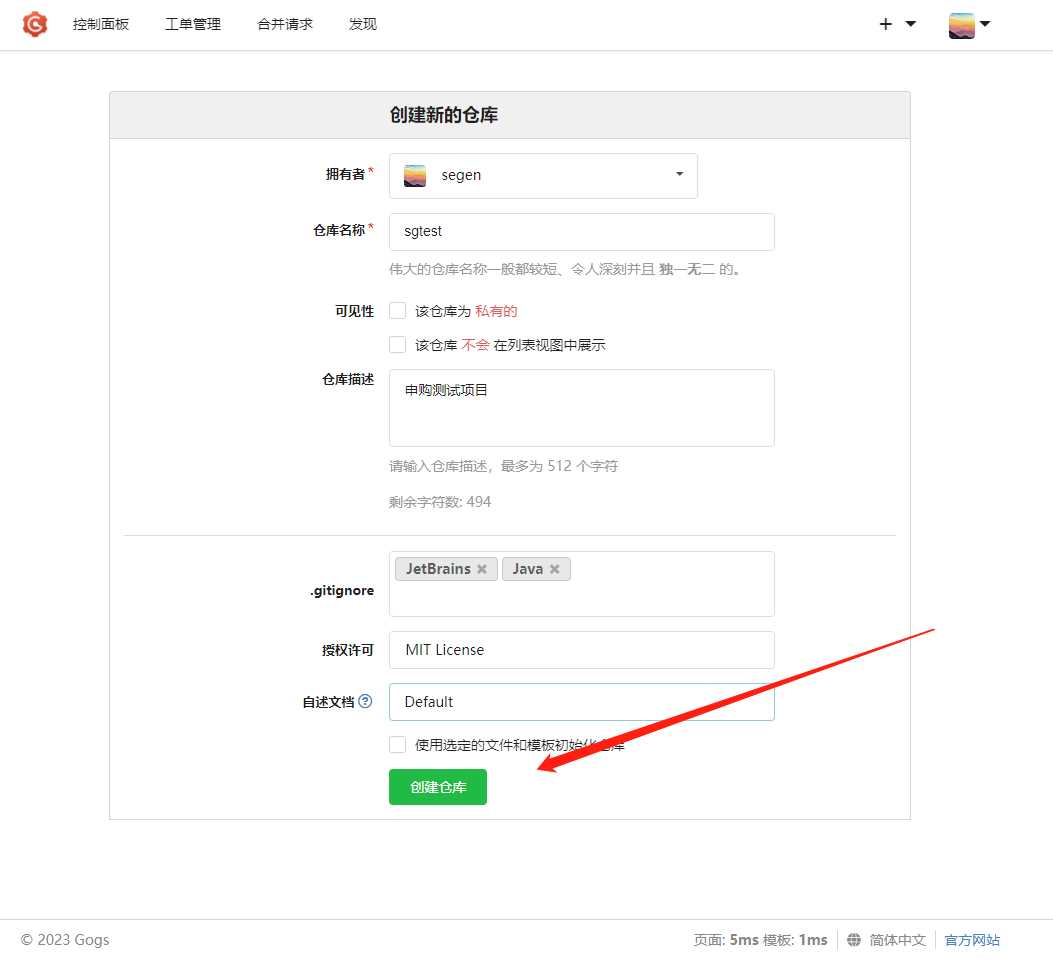 控制面板 工单管理 合并请求 发现
创建新的仓库
拥有者*
segen
仓库名称*
sgtest
伟大的仓库名称一般都较短、令人深刻并且 独一无二 的。
可见性
该仓库为 私有的
该仓库 不会 在列表视图中展示
仓库描述
申购测试项目
请输入仓库描述，最多为 512 个字符
剩余字符数: 494
.gitignore
JetBrains ✖ Java ✖
授权许可
MIT License
自述文档
Default
使用选定的文件和模板初始化仓库
创建仓库
© 2023 Gogs
页面: 5ms 模板: 1ms 简体中文 官方网站